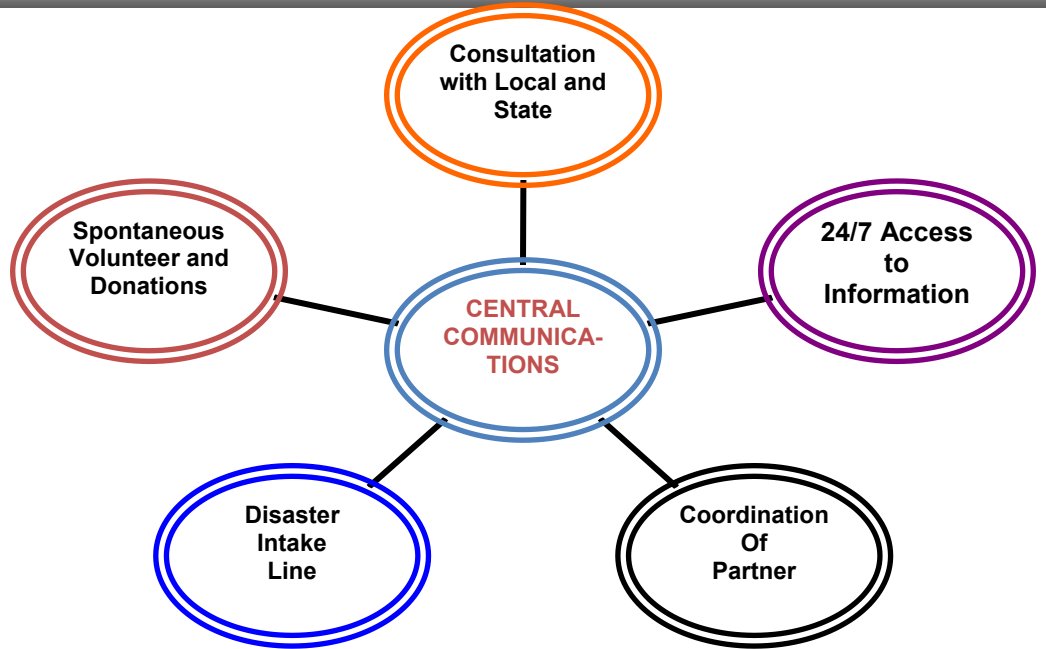 Consultation
with Local and
State
Spontaneous
Volunteer and
Donations
24/7 Access
to
Information
CENTRAL
COMMUNICA-
TIONS
Disaster
Intake
Line
Coordination
Of
Partner